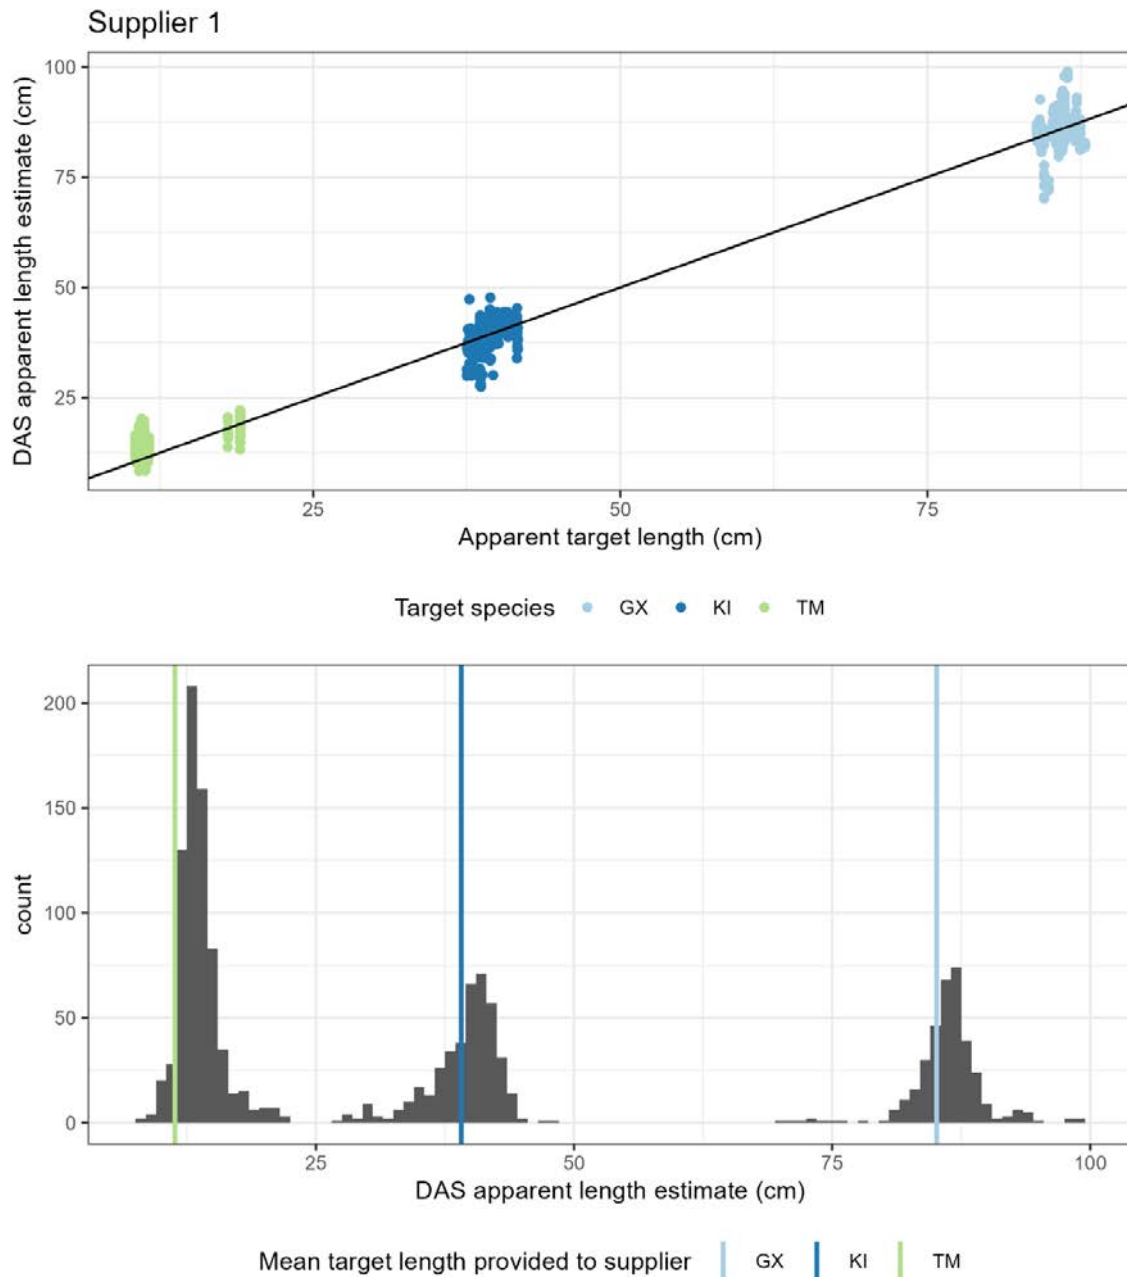 Supplier 1
100
75
50
25
DAS apparent length estimate (cm)
25 50 75
Apparent target length (cm)
Target species GX KI TM
200
150
100
50
0
count
25 50 75 100
DAS apparent length estimate (cm)
Mean target length provided to supplier GX KI TM